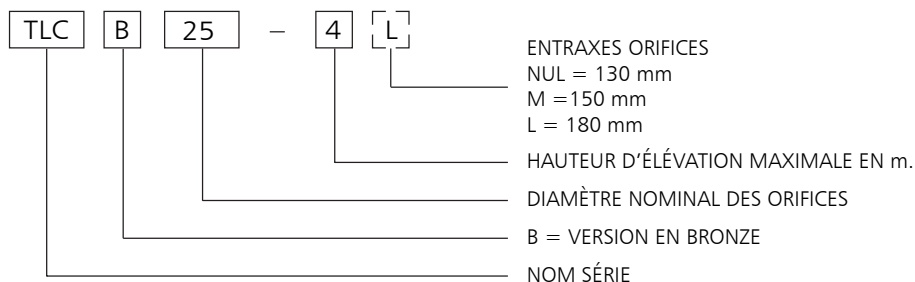 TLC B 25 – 4 L
ENTRAXES ORIFICES
NUL = 130 mm
M =150 mm
L = 180 mm
HAUTEUR D’ÉLÉVATION MAXIMALE EN m.
DIAMÈTRE NOMINAL DES ORIFICES
B = VERSION EN BRONZE
NOM SÉRIE